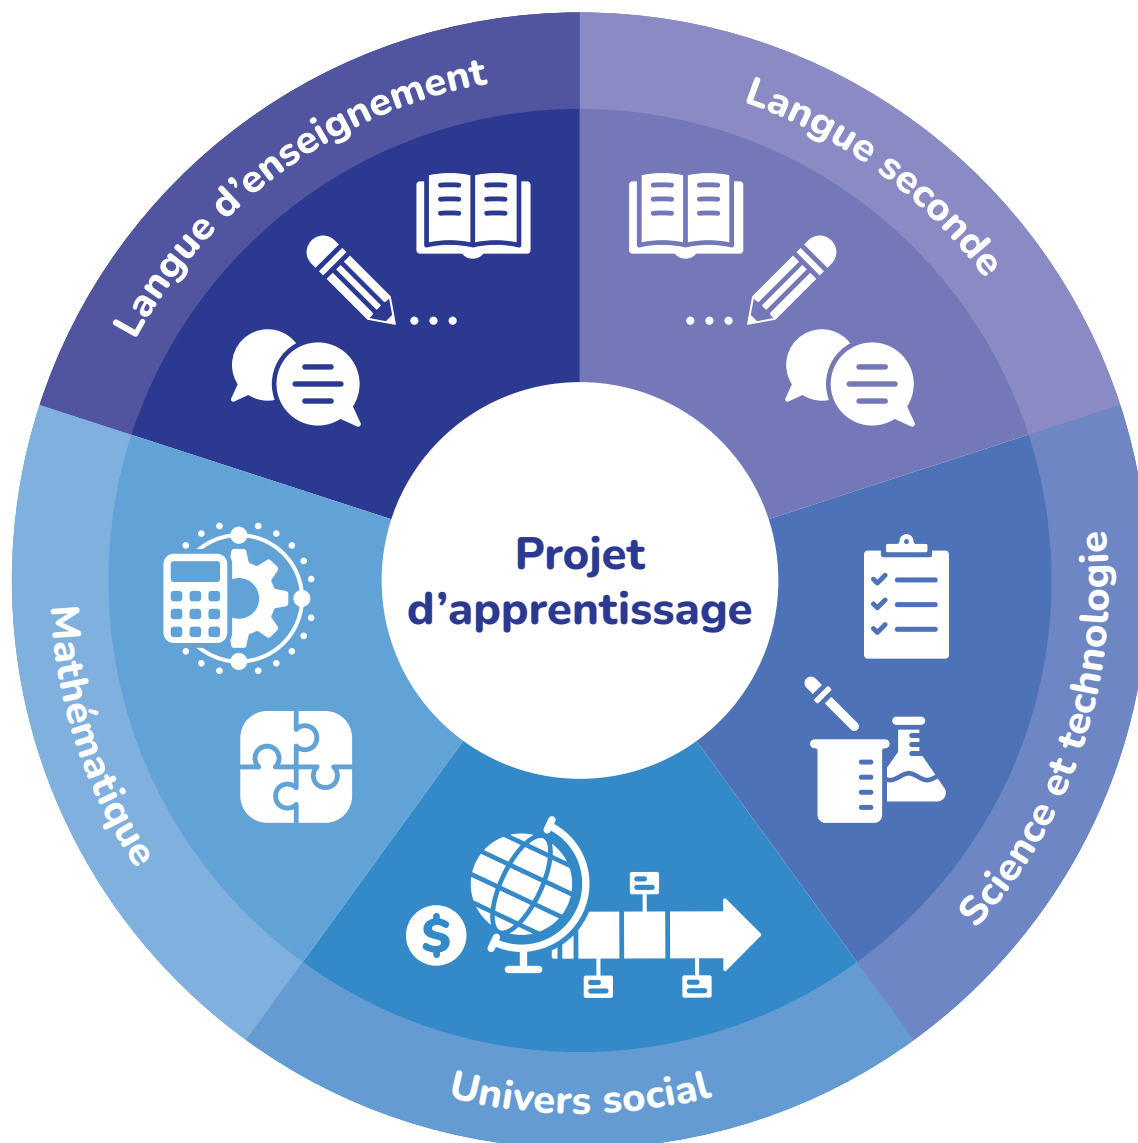 Langue d’enseignement
Langue seconde
Projet
d’apprentissage
Mathématique
Science et technologie
$
Univers social